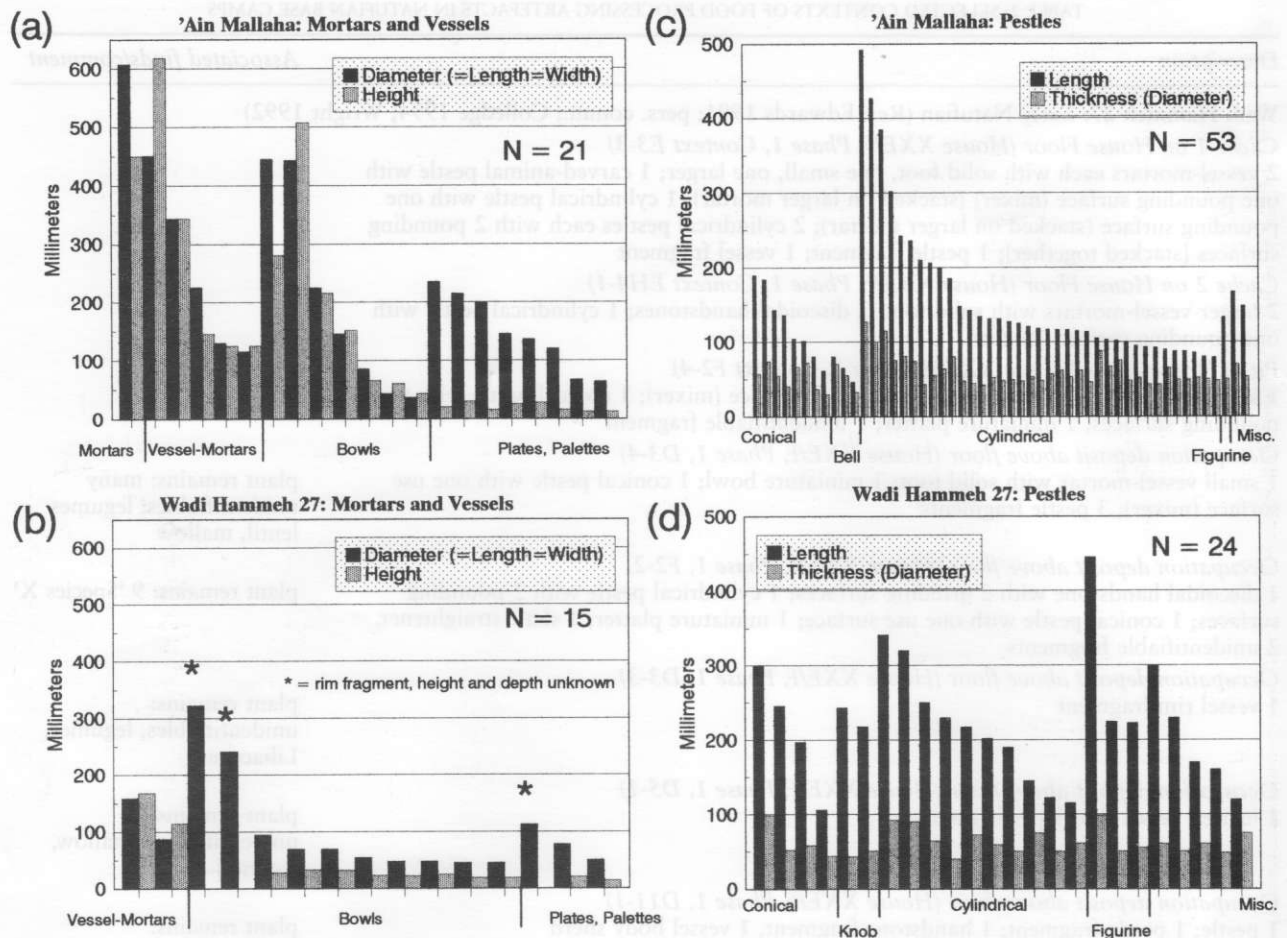 (a)
'Ain Mallaha: Mortars and Vessels
Millimeters
600
500
400
300
200
100
0
Diameter (=Length=Width)
Height
N = 21
Mortars
Vessel-Mortars
Bowls
Plates, Palettes
(b)
Wadi Hammeh 27: Mortars and Vessels
Millimeters
600
500
400
300
200
100
0
Diameter (=Length=Width)
Height
N = 15
* = rim fragment, height and depth unknown
*
*
*
Vessel-Mortars
Bowls
Plates, Palettes
(c)
'Ain Mallaha: Pestles
Millimeters
500
400
300
200
100
0
Length
Thickness (Diameter)
N = 53
Conical
Bell
Cylindrical
Figurine
Misc.
(d)
Wadi Hammeh 27: Pestles
Millimeters
500
400
300
200
100
0
Length
Thickness (Diameter)
N = 24
Conical
Knob
Cylindrical
Figurine
Misc.